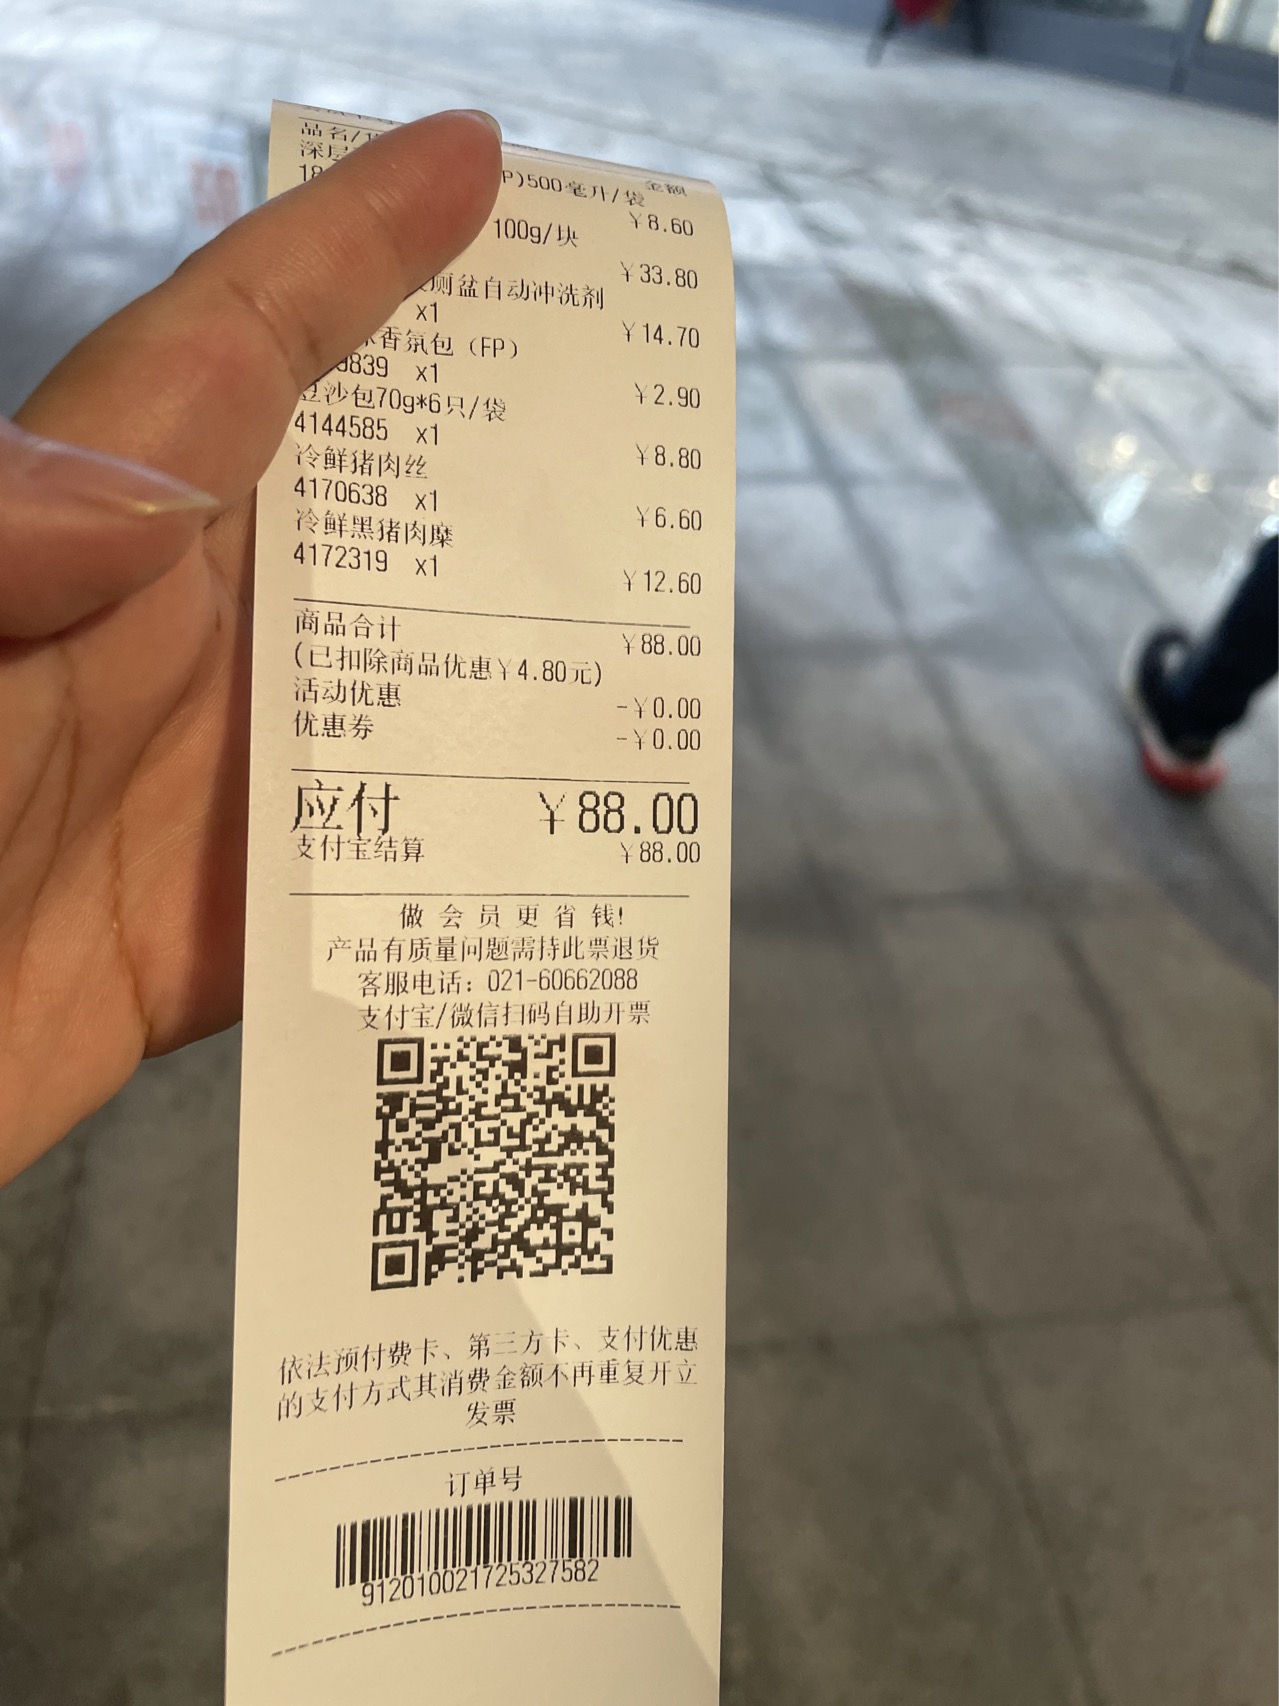 品名/
金额
深层
P)500毫升/袋
18
¥8.60
100g/块
¥33.80
厕盆自动冲洗剂
x1 ¥14.70
香氛包（FP）
9839 x1 ¥2.90
豆沙包70g*6只/袋
4144585 x1 ¥8.80
冷鲜猪肉丝
4170638 x1 ¥6.60
冷鲜黑猪肉糜
4172319 x1 ¥12.60
商品合计 ¥88.00
(已扣除商品优惠¥4.80元)
活动优惠 -¥0.00
优惠券 -¥0.00
应付 ¥88.00
支付宝结算 ¥88.00
做会员更省钱!
产品有质量问题需持此票退货
客服电话：021-60662088
支付宝/微信扫码自助开票
依法预付费卡、第三方卡、支付优惠
的支付方式其消费金额不再重复开立
发票
订单号
912010021725327582